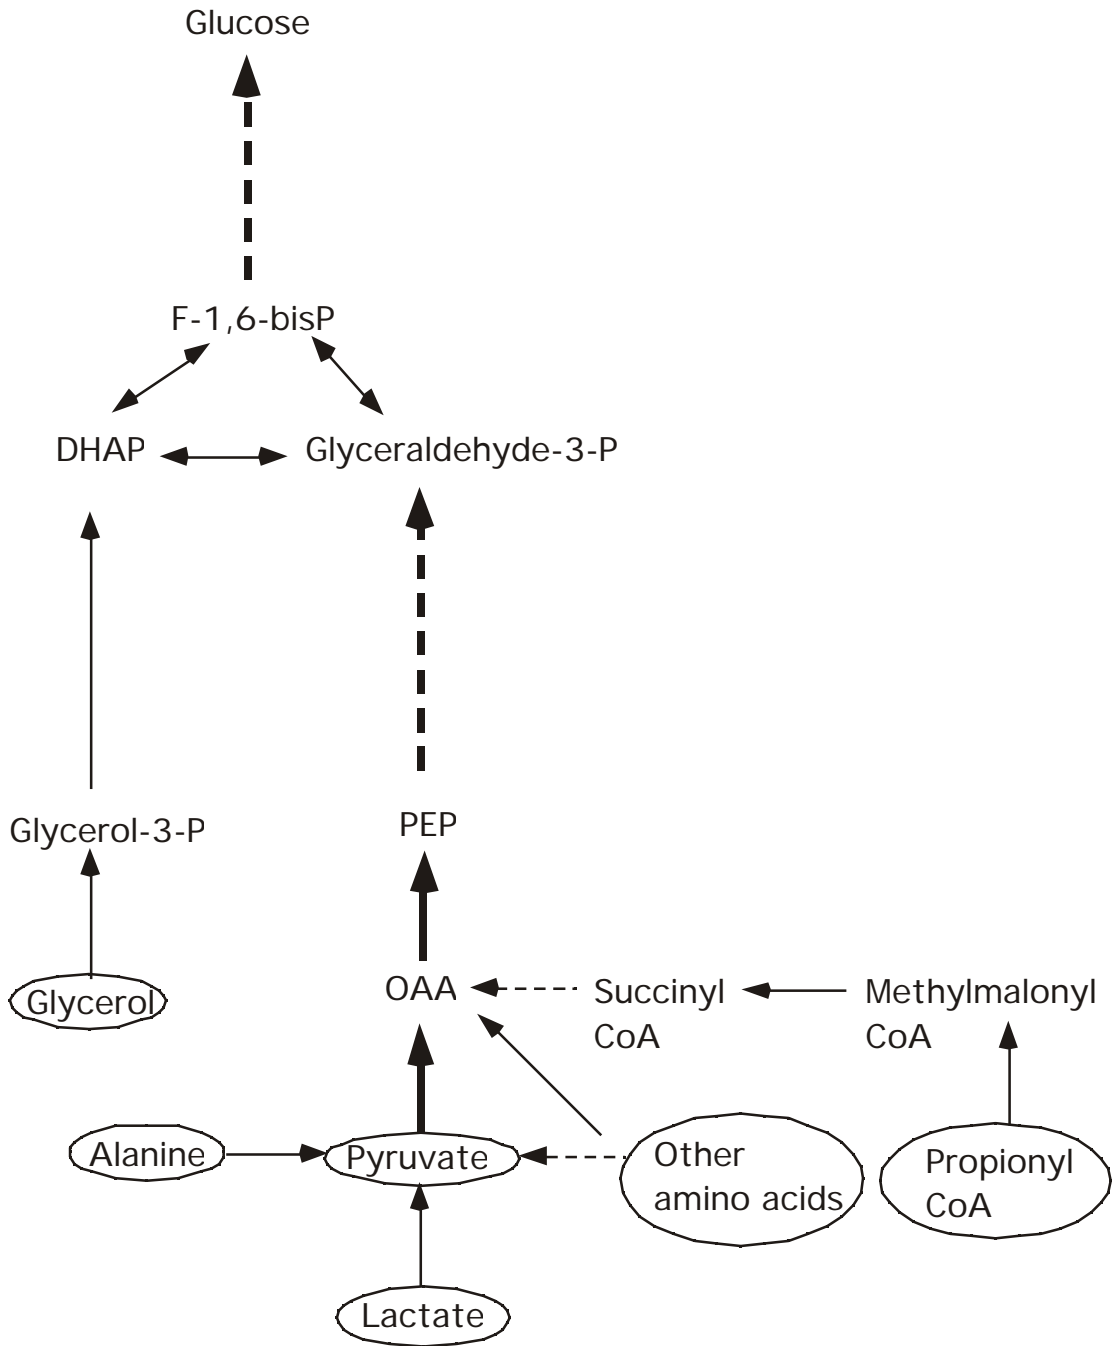 Glucose
F-1,6-bisP
DHAP
Glyceraldehyde-3-P
Glycerol-3-P
PEP
Glycerol
OAA
Succinyl
CoA
Methylmalonyl
CoA
Alanine
Pyruvate
Other
amino acids
Propionyl
CoA
Lactate